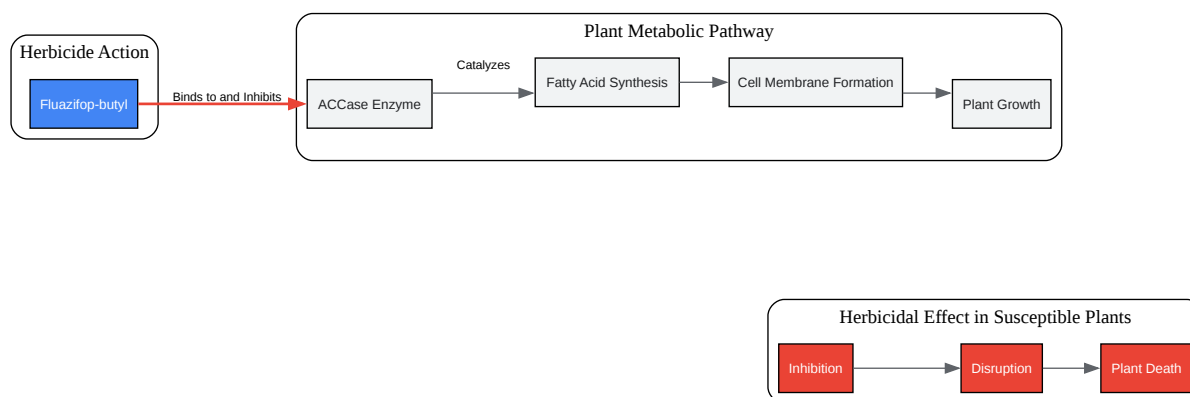 Plant Metabolic Pathway
Herbicide Action
Fluazifop-butyl
Binds to and Inhibits
ACCase Enzyme
Catalyzes
Fatty Acid Synthesis
Cell Membrane Formation
Plant Growth
Herbicidal Effect in Susceptible Plants
Inhibition
Disruption
Plant Death